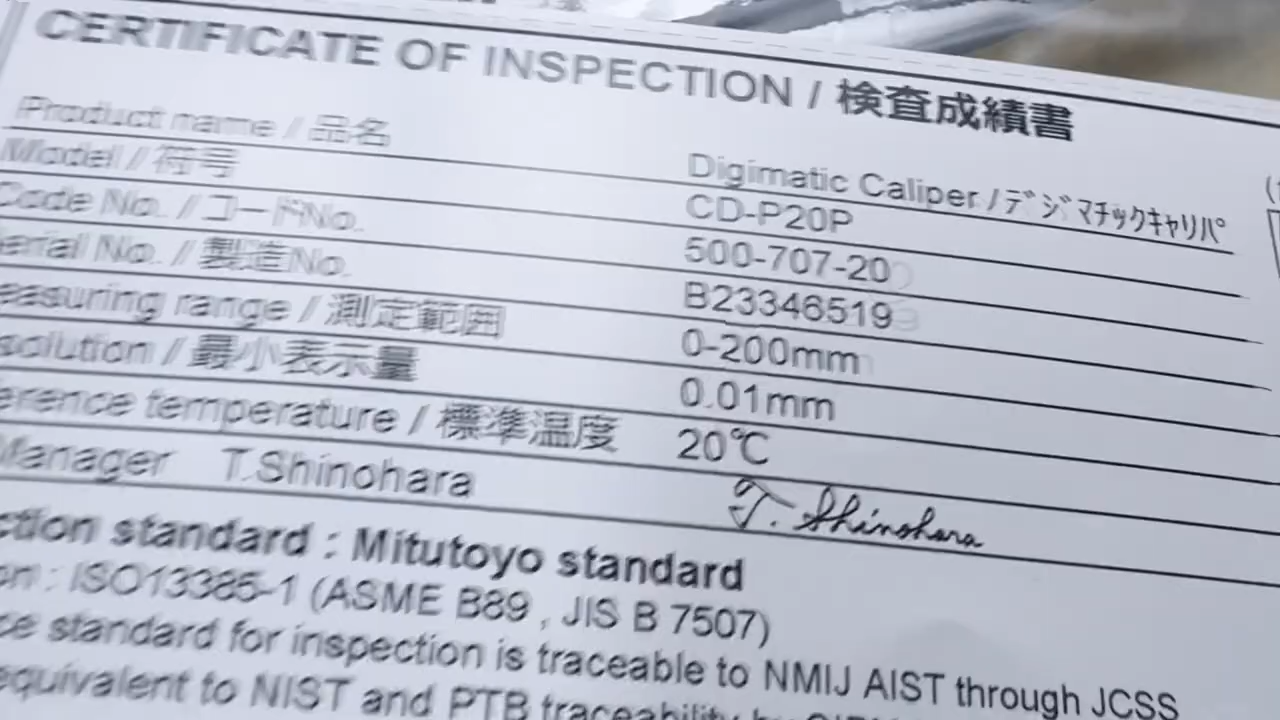 CERTIFICATE OF INSPECTION / 検査成績書
Product name / 品名 Digimatic Caliper / ﾃﾞｼﾞﾏﾁｯｸｷｬﾘﾊﾟ
Model / 符号 CD-P20P
Code No. / コードNo. 500-707-20
Serial No. / 製造No. B23346519
easuring range / 測定範囲 0-200mm
solution / 最小表示量 0.01mm
erence temperature / 標準温度 20℃
Manager T.Shinohara T. Shinohara
ction standard : Mitutoyo standard
on : ISO13385-1 (ASME B89 , JIS B 7507)
ce standard for inspection is traceable to NMIJ AIST through JCSS
equivalent to NIST and PTB traceability